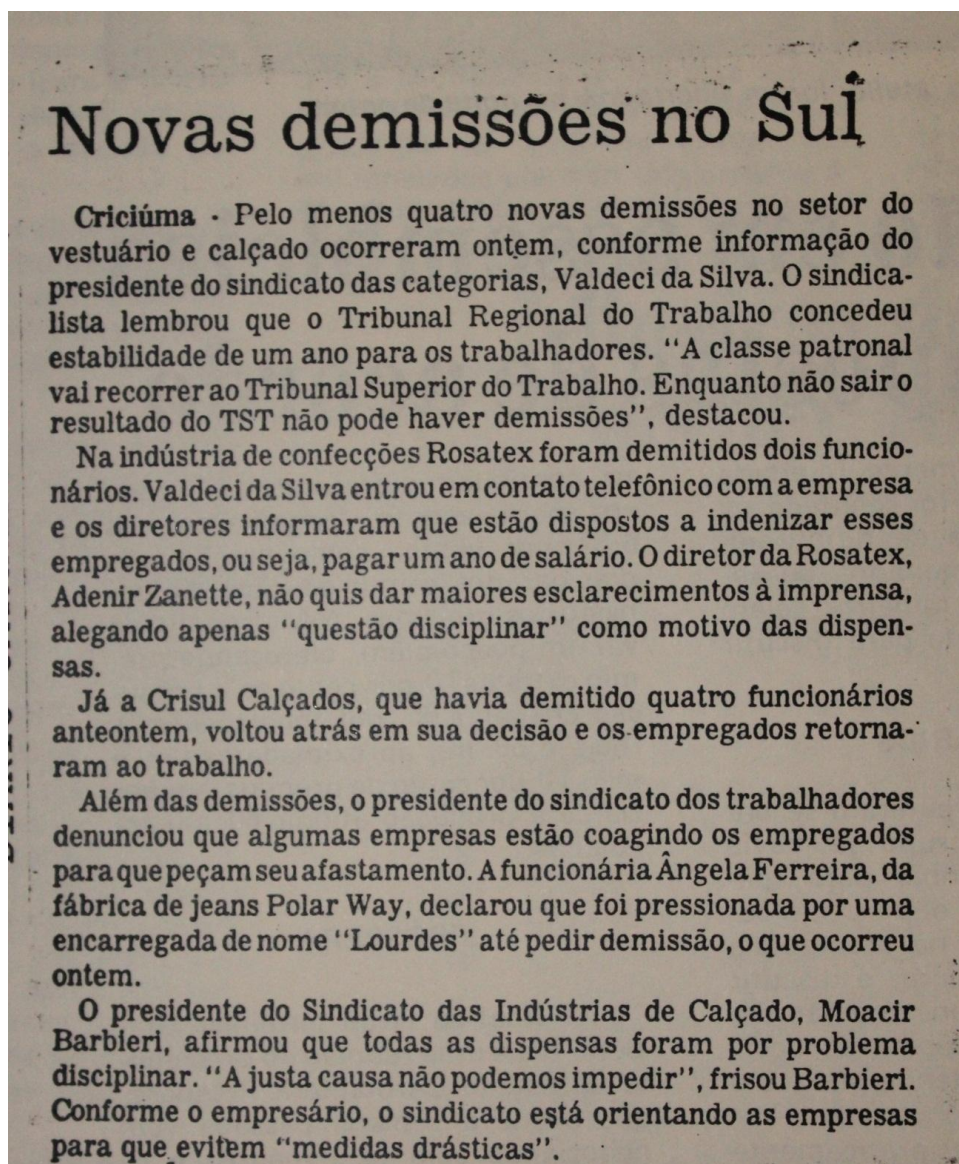 Novas demissões no Sul
Criciúma - Pelo menos quatro novas demissões no setor do
vestuário e calçado ocorreram ontem, conforme informação do
presidente do sindicato das categorias, Valdeci da Silva. O sindica-
lista lembrou que o Tribunal Regional do Trabalho concedeu
estabilidade de um ano para os trabalhadores. "A classe patronal
vai recorrer ao Tribunal Superior do Trabalho. Enquanto não sair o
resultado do TST não pode haver demissões", destacou.
Na indústria de confecções Rosatex foram demitidos dois funcio-
nários. Valdeci da Silva entrou em contato telefônico com a empresa
e os diretores informaram que estão dispostos a indenizar esses
empregados, ou seja, pagar um ano de salário. O diretor da Rosatex,
Adenir Zanette, não quis dar maiores esclarecimentos à imprensa,
alegando apenas "questão disciplinar" como motivo das dispen-
sas.
Já a Crisul Calçados, que havia demitido quatro funcionários
anteontem, voltou atrás em sua decisão e os empregados retorna-
ram ao trabalho.
Além das demissões, o presidente do sindicato dos trabalhadores
denunciou que algumas empresas estão coagindo os empregados
para que peçam seu afastamento. A funcionária Ângela Ferreira, da
fábrica de jeans Polar Way, declarou que foi pressionada por uma
encarregada de nome "Lourdes" até pedir demissão, o que ocorreu
ontem.
O presidente do Sindicato das Indústrias de Calçado, Moacir
Barbieri, afirmou que todas as dispensas foram por problema
disciplinar. "A justa causa não podemos impedir", frisou Barbieri.
Conforme o empresário, o sindicato está orientando as empresas
para que evitem "medidas drásticas".